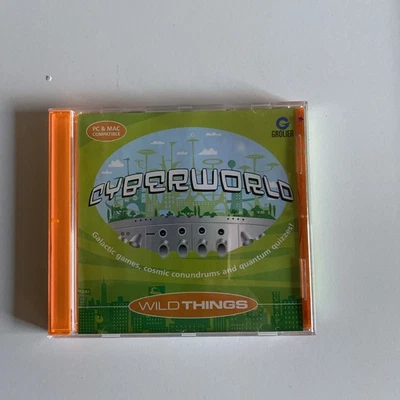 PC & MAC
COMPATIBLE
GROLIER
CYBERWORLD
Galactic games, cosmic conundrums and quantum quizzes!
WILD THINGS